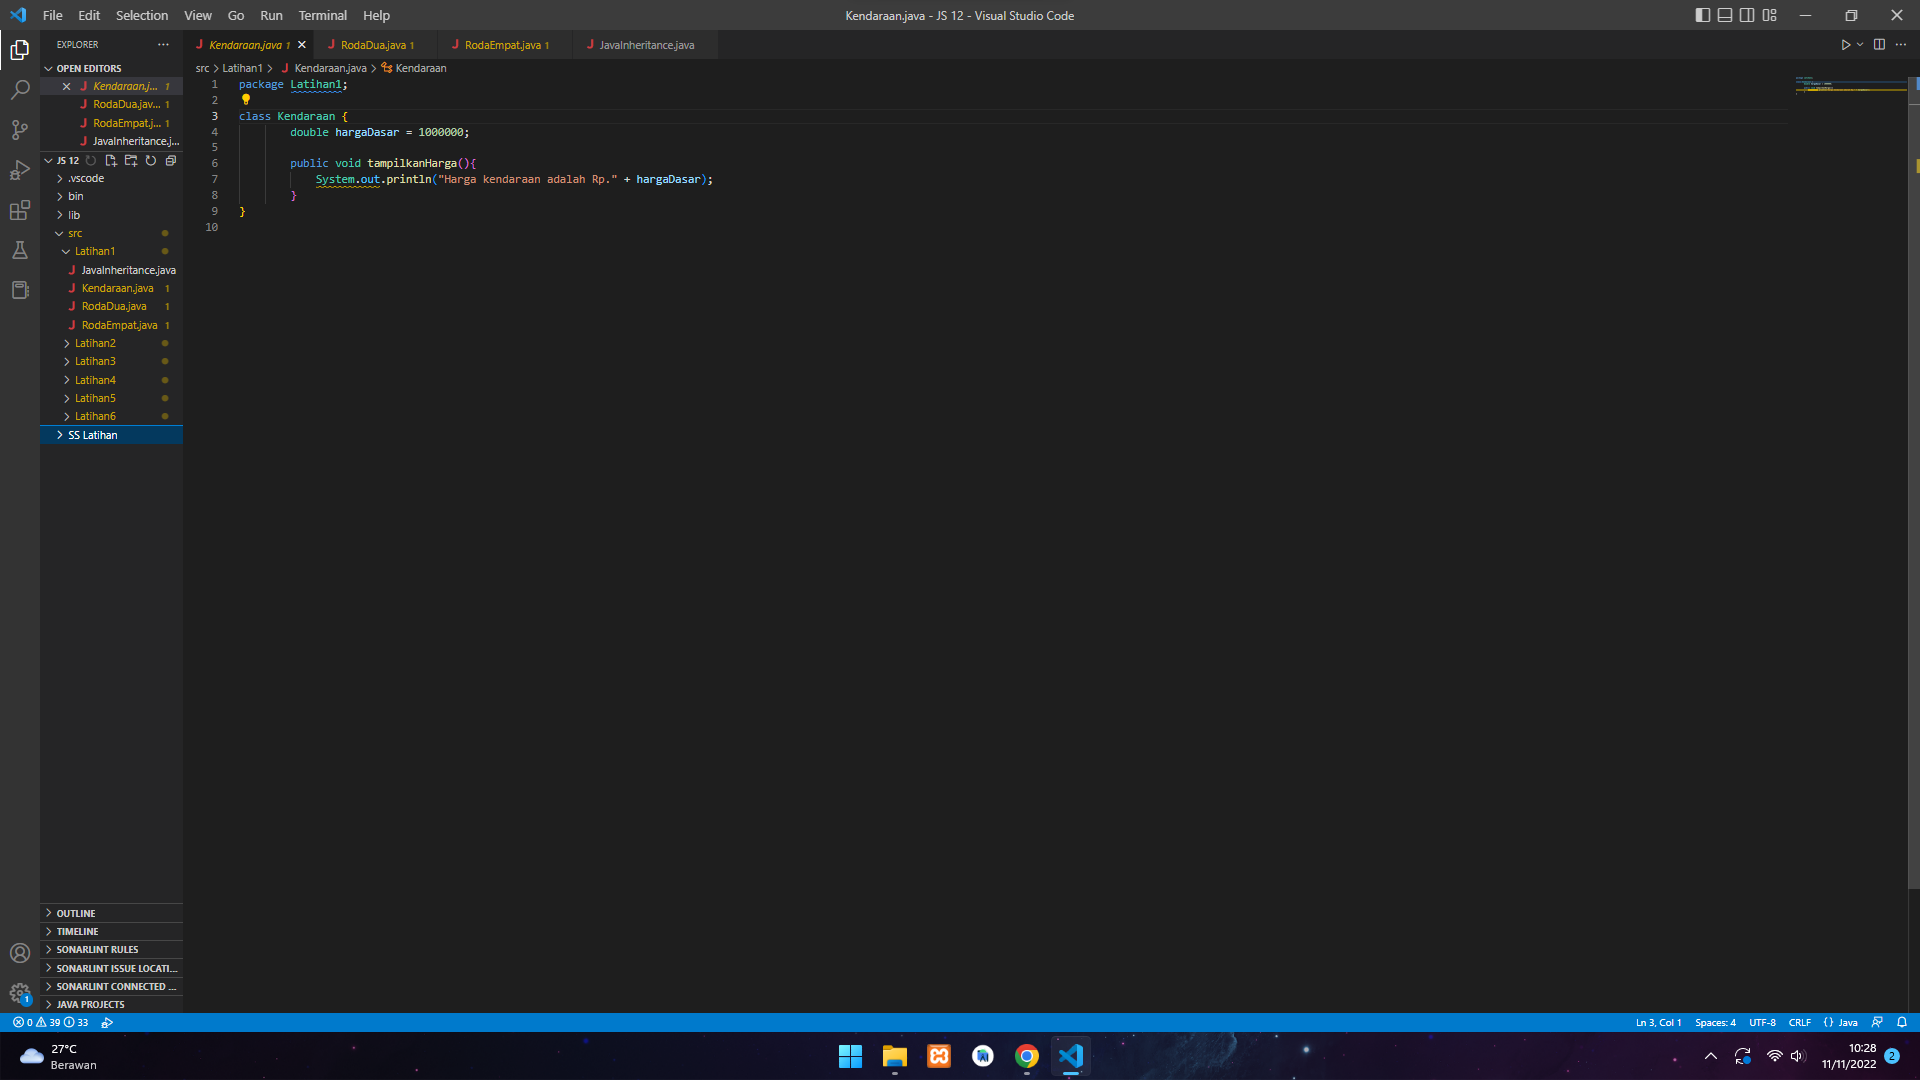 File Edit Selection View Go Run Terminal Help
Kendaraan.java - JS 12 - Visual Studio Code
EXPLORER
OPEN EDITORS
Kendaraan.j... 1
RodaDua.jav... 1
RodaEmpat.j... 1
JavaInheritance.j...
JS 12
.vscode
bin
lib
src
Latihan1
JavaInheritance.java
Kendaraan.java 1
RodaDua.java 1
RodaEmpat.java 1
Latihan2
Latihan3
Latihan4
Latihan5
Latihan6
SS Latihan
OUTLINE
TIMELINE
SONARLINT RULES
SONARLINT ISSUE LOCATI...
SONARLINT CONNECTED ...
JAVA PROJECTS
Kendaraan.java 1 RodaDua.java 1 RodaEmpat.java 1 JavaInheritance.java
src > Latihan1 > Kendaraan.java > Kendaraan
1 package Latihan1;
2
3 class Kendaraan {
4 double hargaDasar = 1000000;
5
6 public void tampilkanHarga(){
7 System.out.println("Harga kendaraan adalah Rp." + hargaDasar);
8 }
9 }
10
1
0 39 33
Ln 3, Col 1 Spaces: 4 UTF-8 CRLF {} Java
27°C
Berawan
10:28
11/11/2022
2